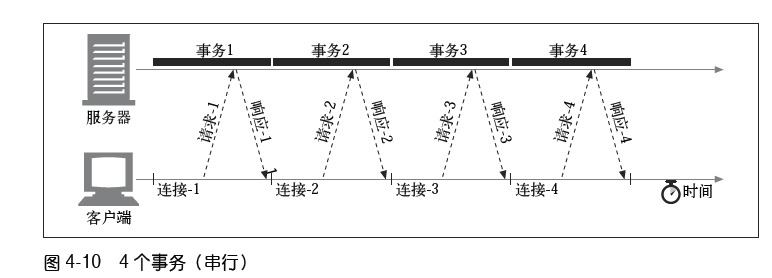 事务1 事务2 事务3 事务4
服务器
请求-1 响应-1 请求-2 响应-2 请求-3 响应-3 请求-4 响应-4
连接-1 连接-2 连接-3 连接-4 时间
客户端
图 4-10 4 个事务（串行）